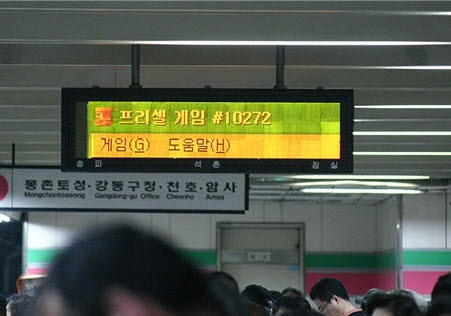 프리셀 게임 #10272
게임(G) 도움말(H)
송파 석촌 잠실
몽촌토성·강동구청·천호·암사
Mongchontoseong Gangdong-gu Office Cheonho Amsa